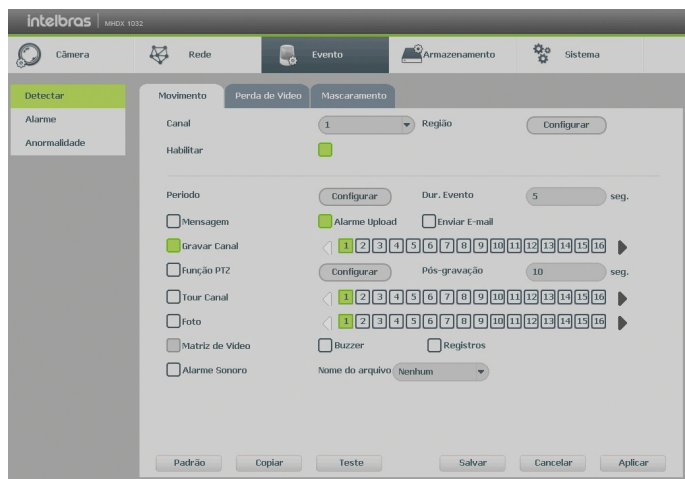 intelbras | MHDX 1032
Câmera Rede Evento Armazenamento Sistema
Detectar
Alarme
Anormalidade
Movimento Perda de Video Mascaramento
Canal 1 Região Configurar
Habilitar
Periodo Configurar Dur. Evento 5 seg.
Mensagem Alarme Upload Enviar E-mail
Gravar Canal 1 2 3 4 5 6 7 8 9 10 11 12 13 14 15 16
Função PTZ Configurar Pós-gravação 10 seg.
Tour Canal 1 2 3 4 5 6 7 8 9 10 11 12 13 14 15 16
Foto 1 2 3 4 5 6 7 8 9 10 11 12 13 14 15 16
Matriz de Video Buzzer Registros
Alarme Sonoro Nome do arquivo Nenhum
Padrão Copiar Teste Salvar Cancelar Aplicar